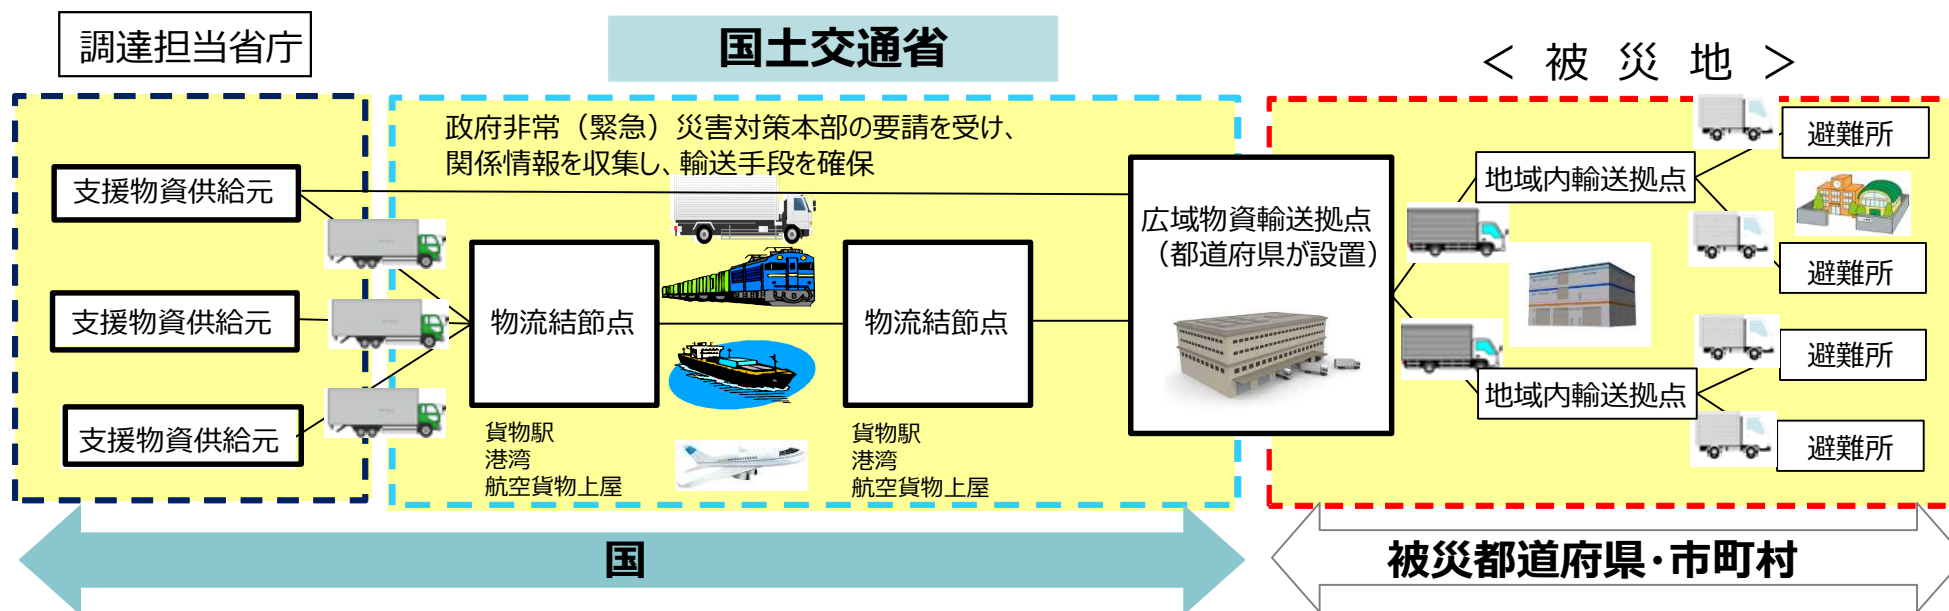 調達担当省庁
国土交通省
＜ 被 災 地 ＞
政府非常（緊急）災害対策本部の要請を受け、
関係情報を収集し、輸送手段を確保
支援物資供給元
支援物資供給元
支援物資供給元
物流結節点
貨物駅
港湾
航空貨物上屋
物流結節点
貨物駅
港湾
航空貨物上屋
広域物資輸送拠点
（都道府県が設置）
地域内輸送拠点
地域内輸送拠点
避難所
避難所
避難所
避難所
国
被災都道府県・市町村